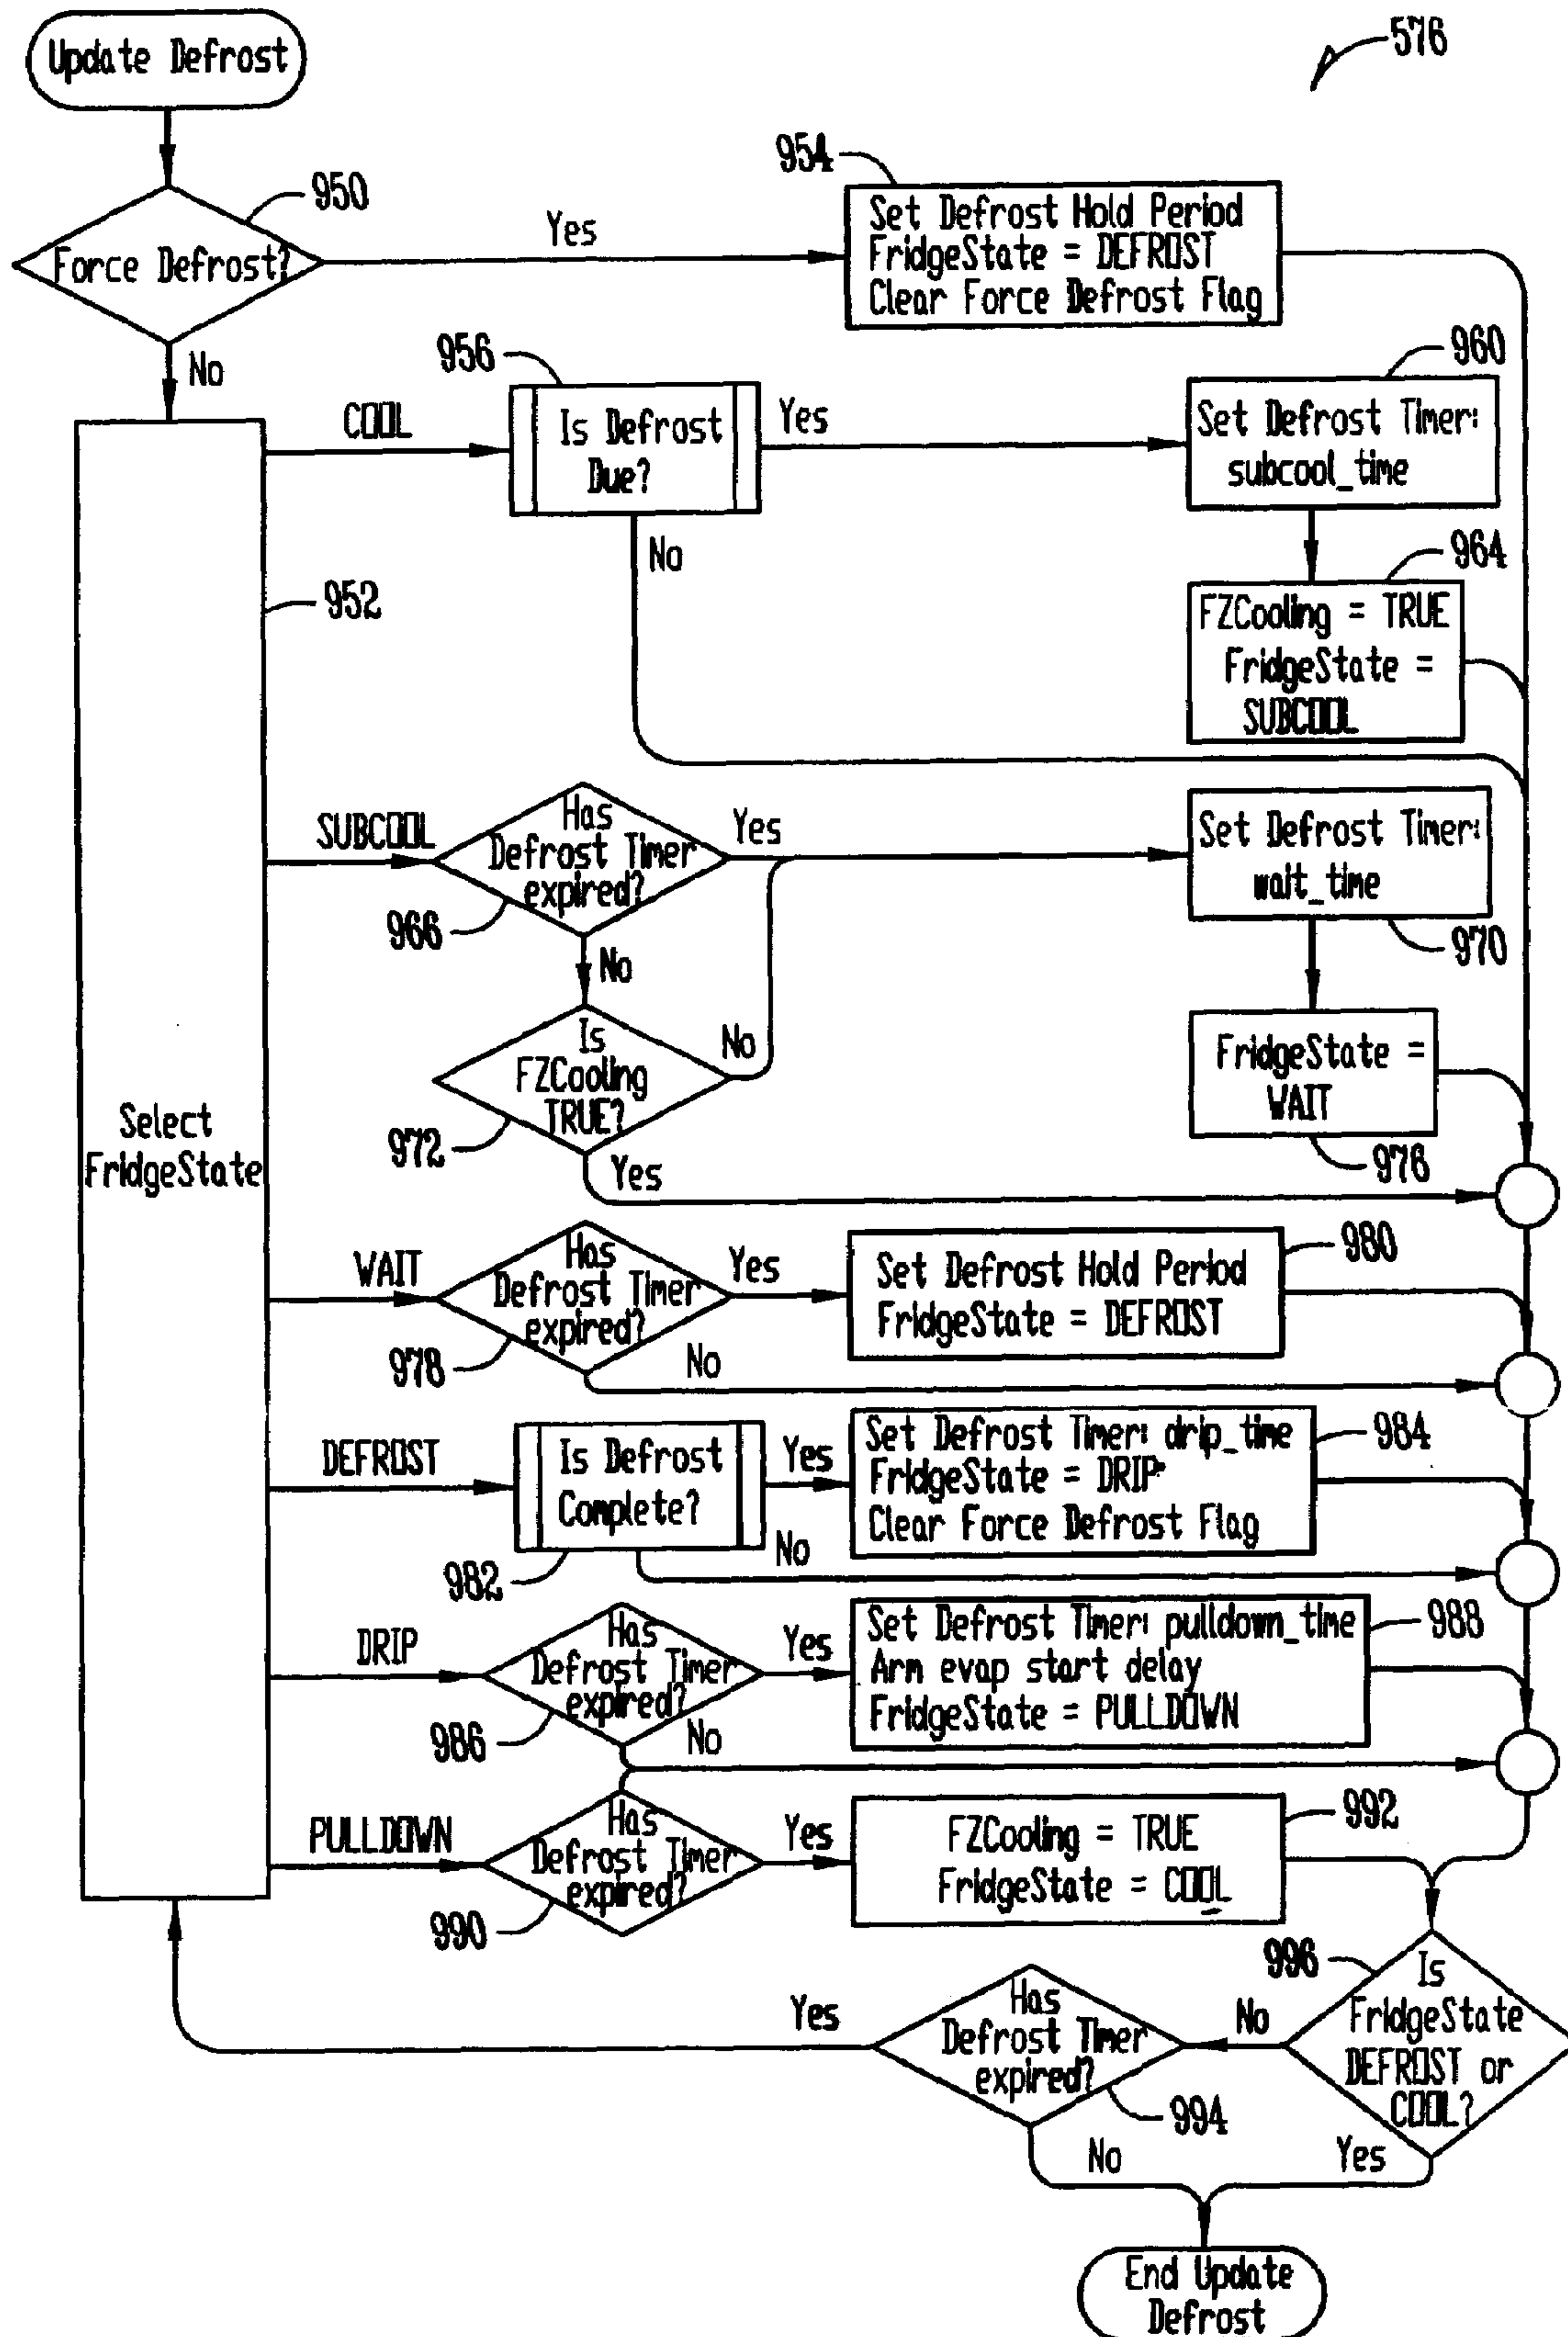 Update Defrost
576
950
Force Defrost?
Yes
No
954
Set Defrost Hold Period
FridgeState = DEFROST
Clear Force Defrost Flag
952
Select
FridgeState
COOL
956
Is Defrost
Due?
Yes
No
960
Set Defrost Timer:
subcool_time
964
FZCooling = TRUE
FridgeState =
SUBCOOL
SUBCOOL
Has
Defrost Timer
expired?
966
Yes
No
Is
FZCooling
TRUE?
972
No
Yes
Set Defrost Timer:
wait_time
970
FridgeState =
WAIT
976
WAIT
Has
Defrost Timer
expired?
978
Yes
No
Set Defrost Hold Period
FridgeState = DEFROST
980
DEFROST
Is Defrost
Complete?
982
Yes
No
Set Defrost Timer: drip_time
FridgeState = DRIP
Clear Force Defrost Flag
984
DRIP
Has
Defrost Timer
expired?
986
Yes
No
Set Defrost Timer: pulldown_time
Arm evap start delay
FridgeState = PULLDOWN
988
PULLDOWN
Has
Defrost Timer
expired?
990
Yes
FZCooling = TRUE
FridgeState = COOL
992
996
Is
FridgeState
DEFROST or
COOL?
No
Yes
Has
Defrost Timer
expired?
994
Yes
No
End Update
Defrost